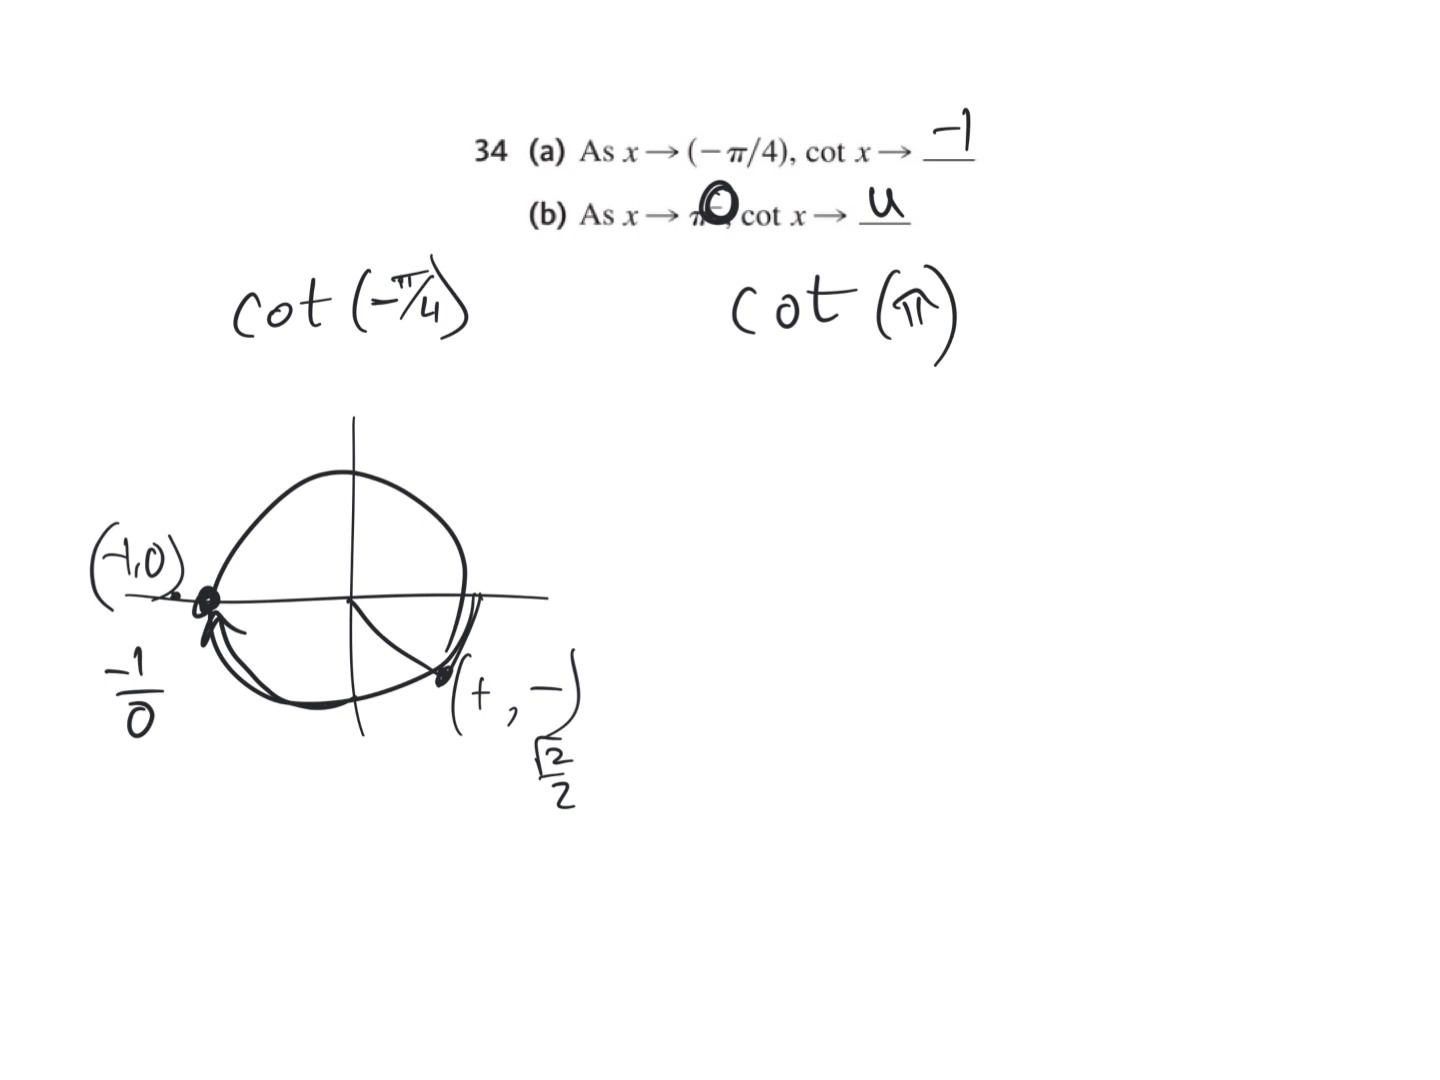 34 (a) As x → (−π/4), cot x → -1
(b) As x → π cot x → u
cot (-π/4)
cot (π)
(-1,0)
-1/0
(+, -)
√2/2